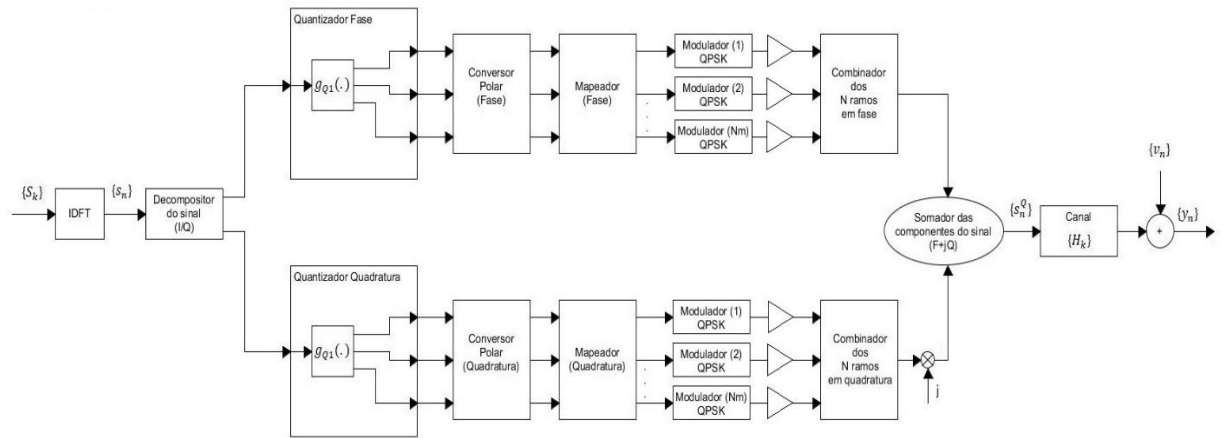 Quantizador Fase
g_{Q1}(.)
Conversor
Polar
(Fase)
Mapeador
(Fase)
.
.
.
Modulador (1)
QPSK
Modulador (2)
QPSK
Modulador (Nm)
QPSK
Combinador
dos
N ramos
em fase
{S_k}
IDFT
{s_n}
Decompositor
do sinal
(I/Q)
Somador das
componentes do sinal
(F+jQ)
{s_n^Q}
Canal
{H_k}
{v_n}
+
{y_n}
Quantizador Quadratura
g_{Q1}(.)
Conversor
Polar
(Quadratura)
Mapeador
(Quadratura)
.
.
.
Modulador (1)
QPSK
Modulador (2)
QPSK
Modulador (Nm)
QPSK
Combinador
dos
N ramos
em quadratura
j